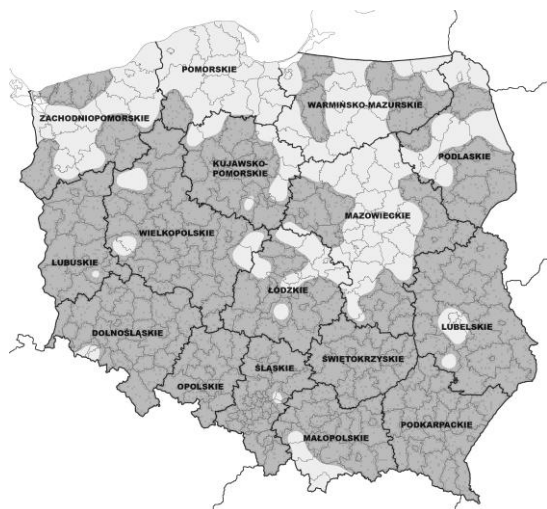 POMORSKIE
WARMIŃSKO-MAZURSKIE
ZACHODNIOPOMORSKIE
PODLASKIE
KUJAWSKO-
POMORSKIE
MAZOWIECKIE
WIELKOPOLSKIE
LUBUSKIE
ŁÓDZKIE
LUBELSKIE
DOLNOŚLĄSKIE
ŚWIĘTOKRZYSKIE
ŚLĄSKIE
OPOLSKIE
PODKARPACKIE
MAŁOPOLSKIE